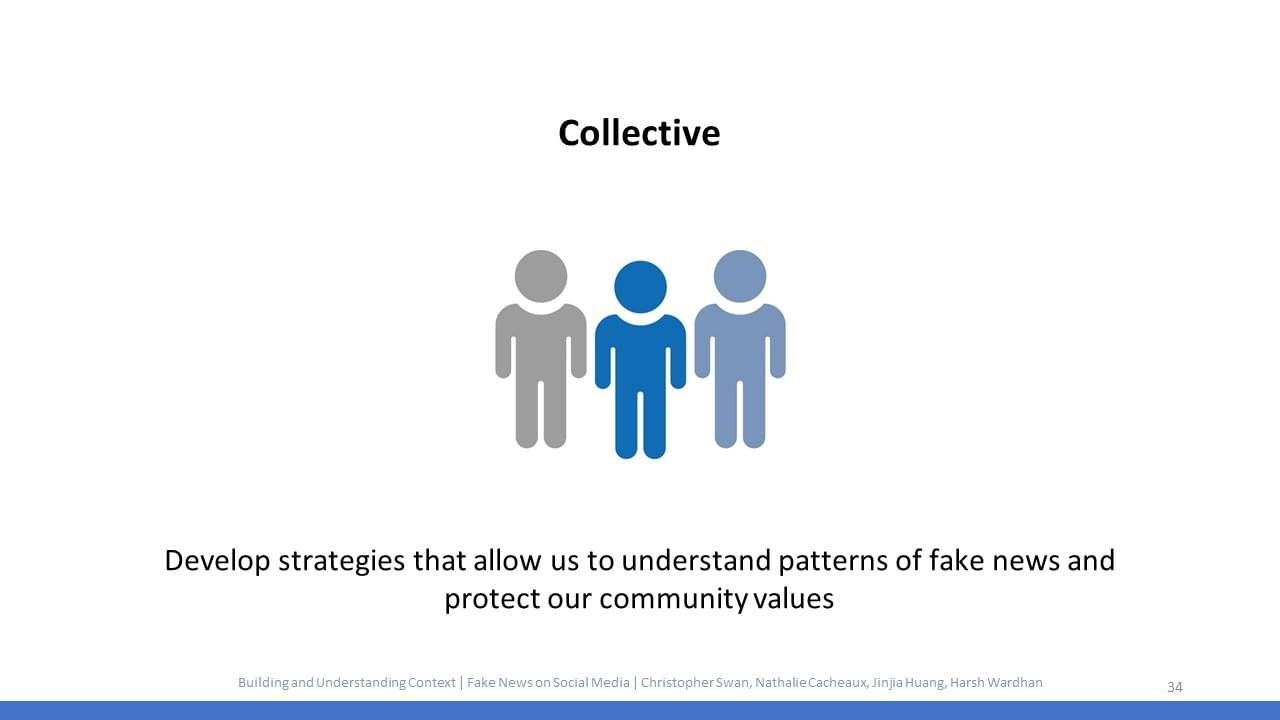 Collective
Develop strategies that allow us to understand patterns of fake news and
protect our community values
Building and Understanding Context | Fake News on Social Media | Christopher Swan, Nathalie Cacheaux, Jinjia Huang, Harsh Wardhan
34